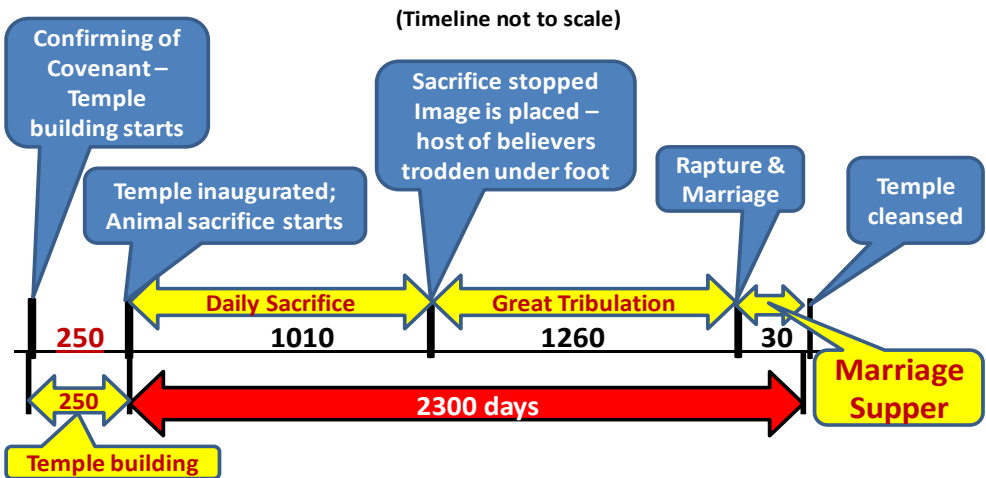 (Timeline not to scale)
Confirming of
Covenant –
Temple
building starts
Temple inaugurated;
Animal sacrifice starts
Sacrifice stopped
Image is placed –
host of believers
trodden under foot
Rapture &
Marriage
Temple
cleansed
Daily Sacrifice
Great Tribulation
250
1010
1260
30
250
2300 days
Marriage
Supper
Temple building